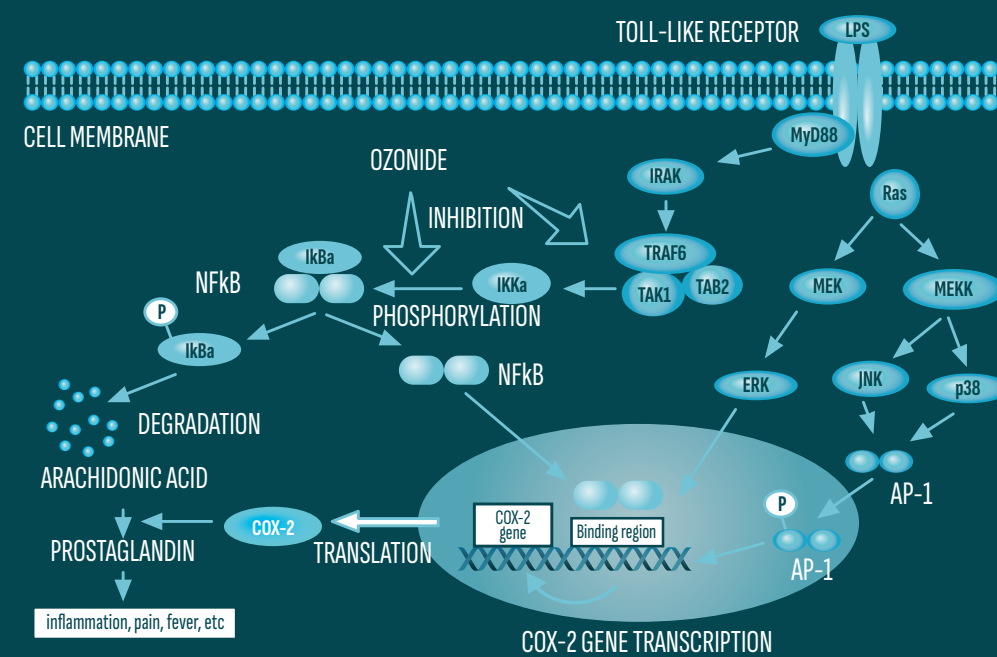 TOLL-LIKE RECEPTOR
LPS
CELL MEMBRANE
MyD88
OZONIDE
IRAK
Ras
INHIBITION
IkBa
TRAF6
NFkB
IKKa
TAK1
TAB2
MEK
MEKK
P
PHOSPHORYLATION
IkBa
NFkB
ERK
JNK
p38
DEGRADATION
ARACHIDONIC ACID
AP-1
P
COX-2
gene
Binding region
COX-2
PROSTAGLANDIN
TRANSLATION
AP-1
inflammation, pain, fever, etc
COX-2 GENE TRANSCRIPTION